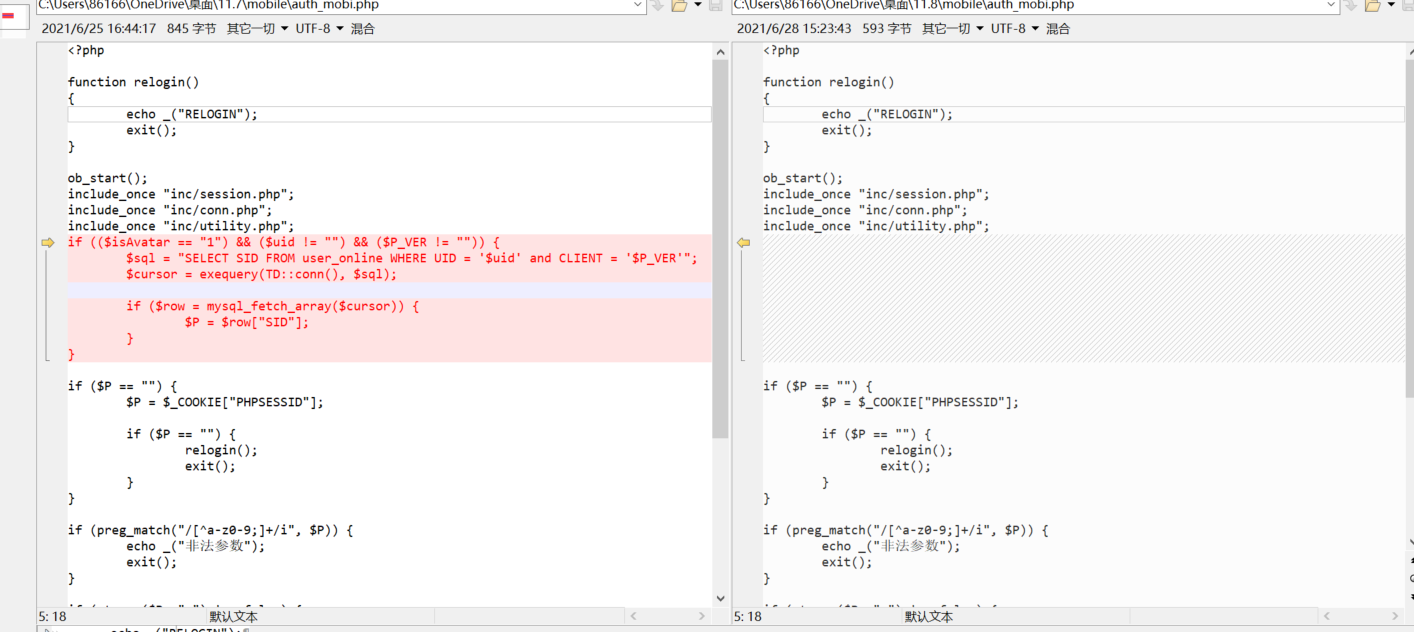 C:\Users\86166\OneDrive\桌面\11.7\mobile\auth_mobi.php
2021/6/25 16:44:17 845 字节 其它一切 UTF-8 混合
<?php
function relogin()
{
echo _("RELOGIN");
exit();
}
ob_start();
include_once "inc/session.php";
include_once "inc/conn.php";
include_once "inc/utility.php";
if (($isAvatar == "1") && ($uid != "") && ($P_VER != "")) {
$sql = "SELECT SID FROM user_online WHERE UID = '$uid' and CLIENT = '$P_VER'";
$cursor = exequery(TD::conn(), $sql);
if ($row = mysql_fetch_array($cursor)) {
$P = $row["SID"];
}
}
if ($P == "") {
$P = $_COOKIE["PHPSESSID"];
if ($P == "") {
relogin();
exit();
}
}
if (preg_match("/[^a-z0-9;]+/i", $P)) {
echo _("非法参数");
exit();
}
5: 18 默认文本
echo _("RELOGIN");
C:\Users\86166\OneDrive\桌面\11.8\mobile\auth_mobi.php
2021/6/28 15:23:43 593 字节 其它一切 UTF-8 混合
<?php
function relogin()
{
echo _("RELOGIN");
exit();
}
ob_start();
include_once "inc/session.php";
include_once "inc/conn.php";
include_once "inc/utility.php";
if ($P == "") {
$P = $_COOKIE["PHPSESSID"];
if ($P == "") {
relogin();
exit();
}
}
if (preg_match("/[^a-z0-9;]+/i", $P)) {
echo _("非法参数");
exit();
}
5: 18 默认文本